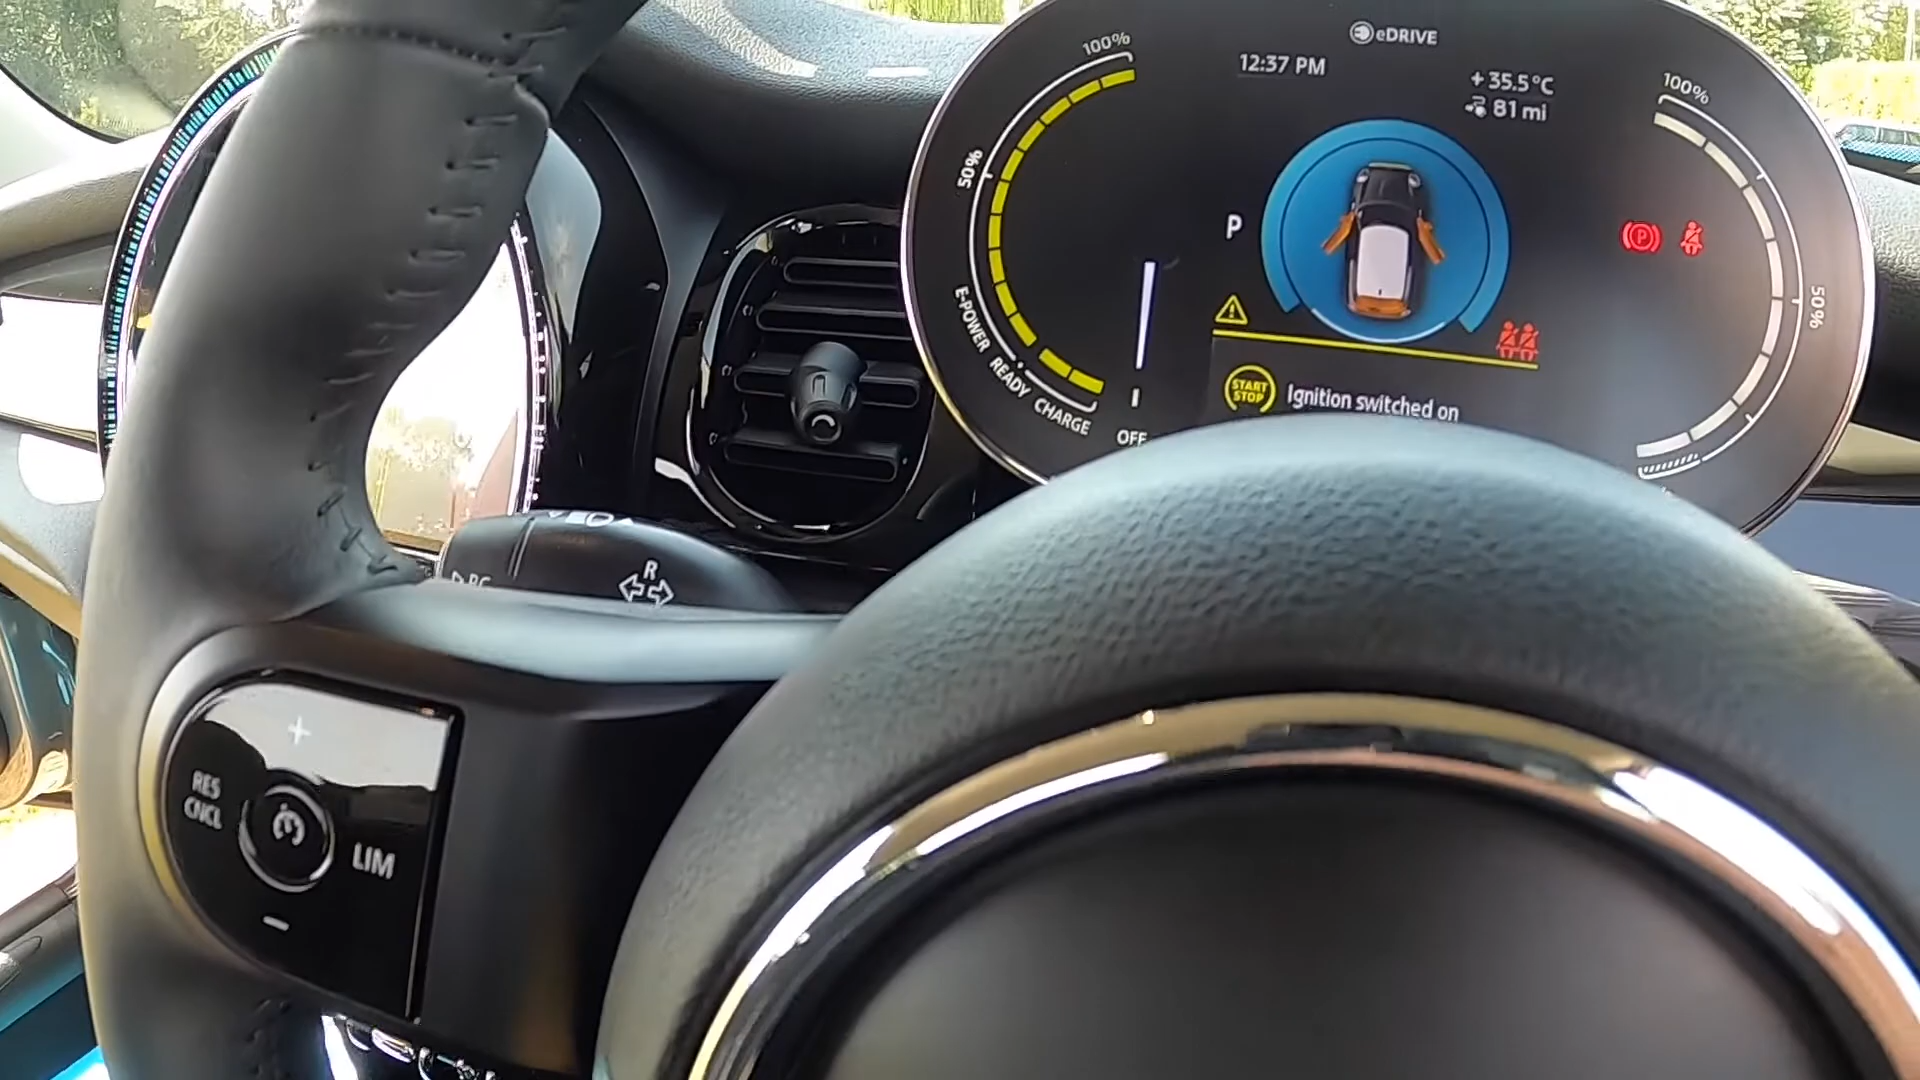 eDRIVE
12:37 PM
+ 35.5°C
81 mi
100%
50%
E-POWER
READY
CHARGE
OFF
P
START
STOP
Ignition switched on
P
100%
50%
R
RES
CNCL
LIM